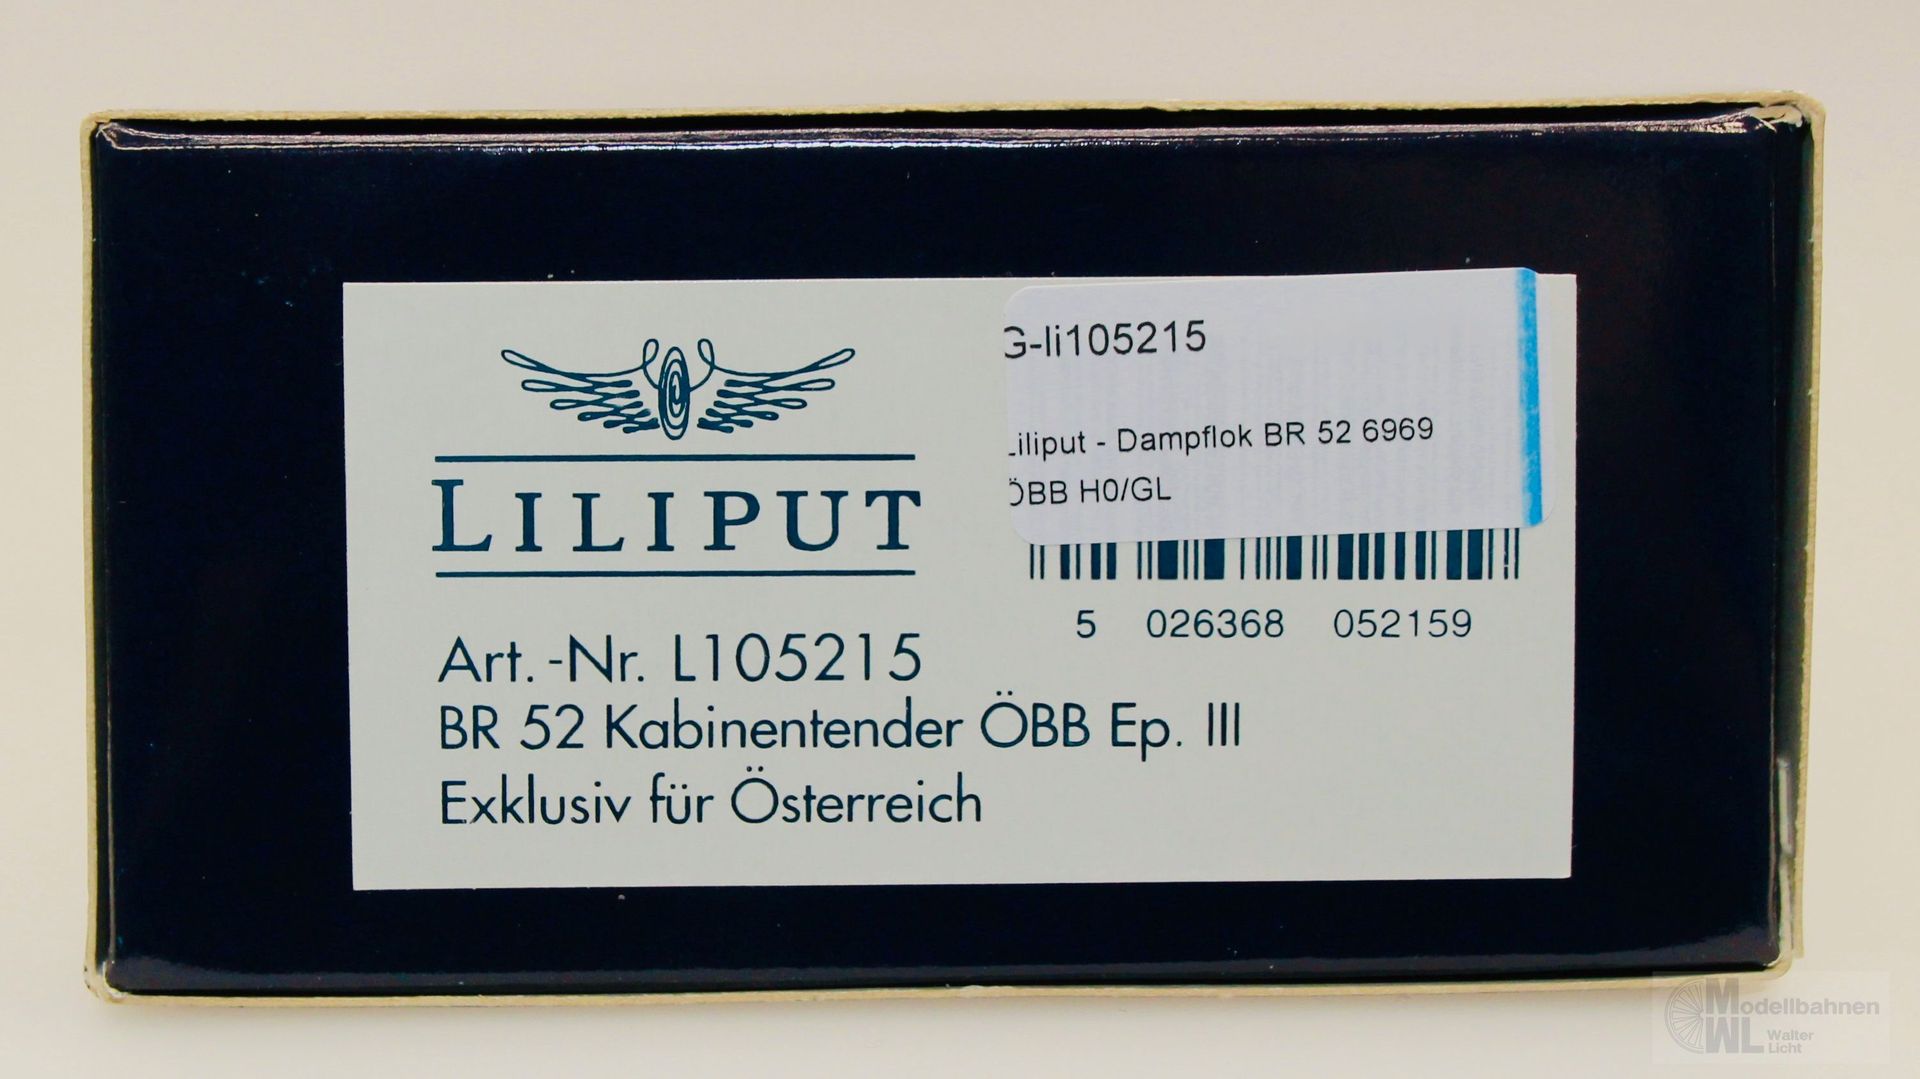 LILIPUT
Art.-Nr. L105215
BR 52 Kabinentender ÖBB Ep. III
Exklusiv für Österreich
G-li105215
Liliput - Dampflok BR 52 6969
ÖBB H0/GL
5 026368 052159
Modellbahnen
WL Walter
Licht